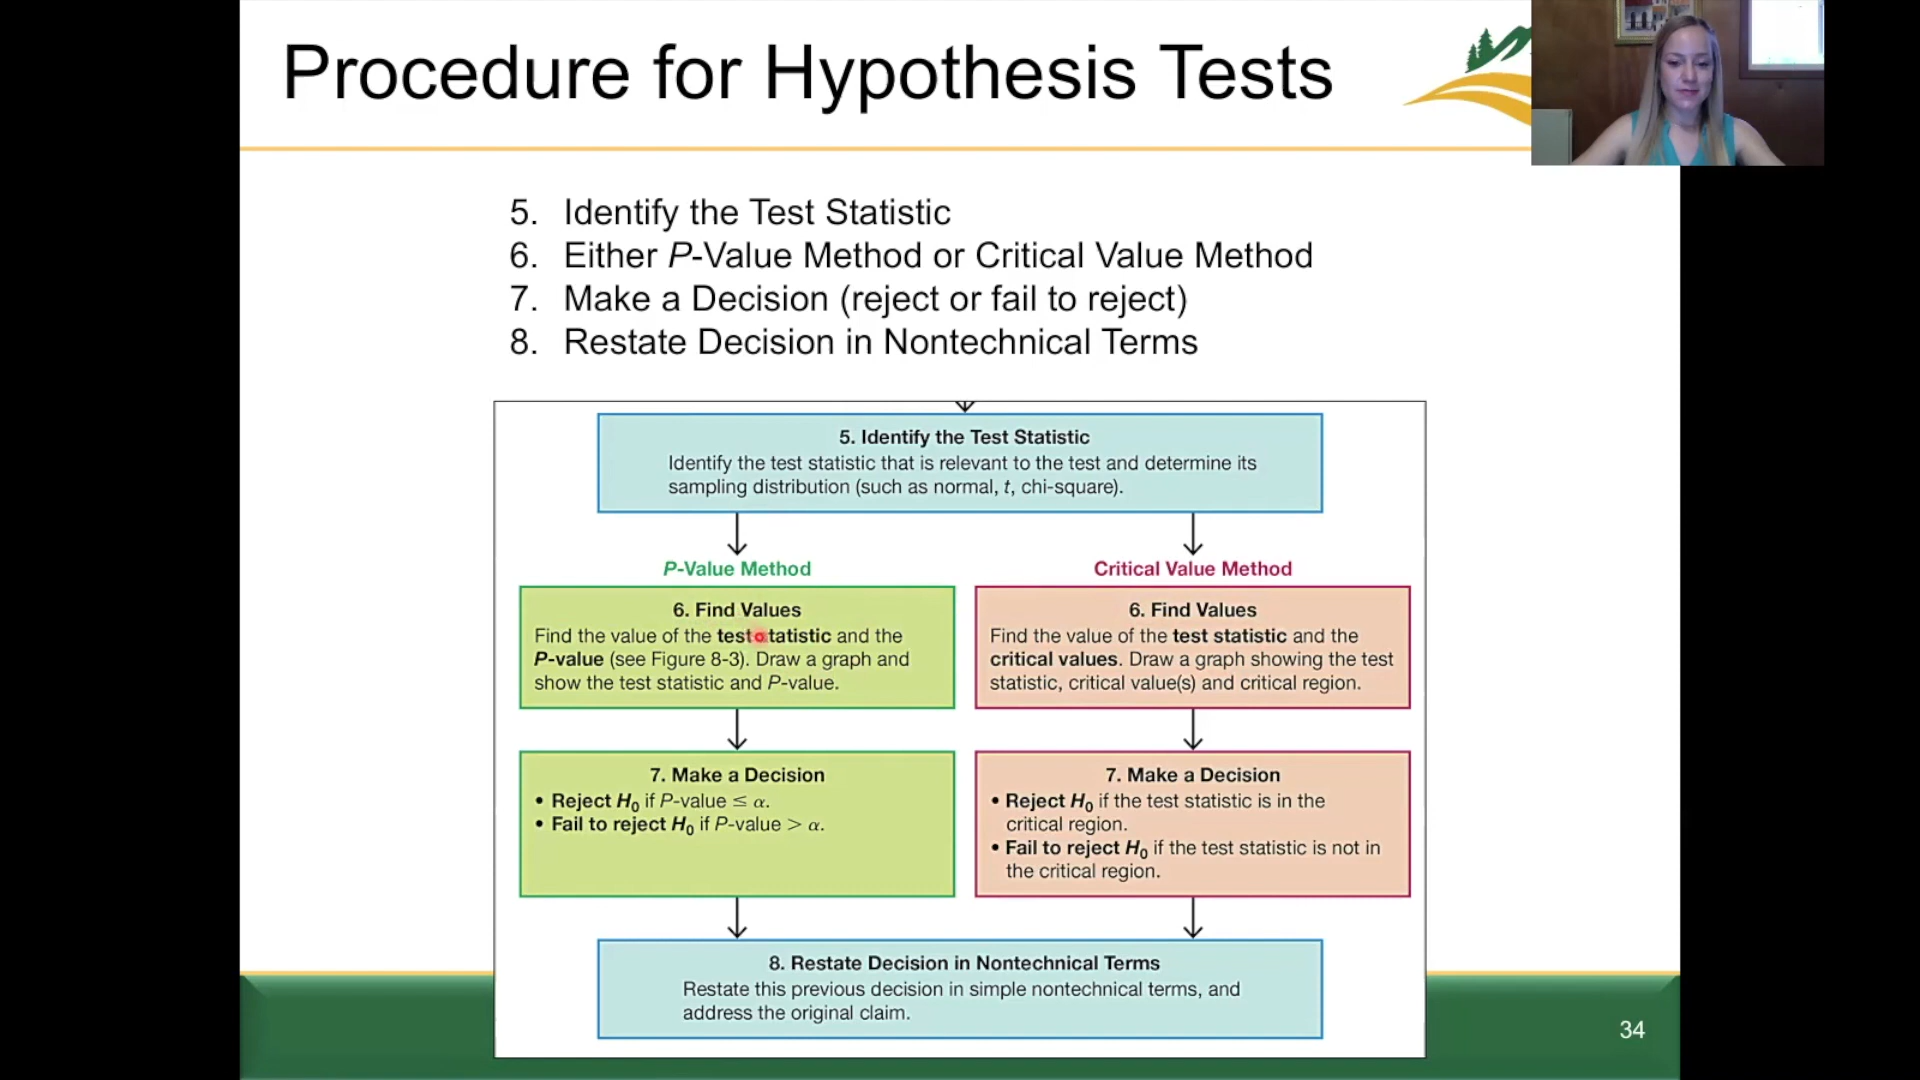 Procedure for Hypothesis Tests
5. Identify the Test Statistic
6. Either P-Value Method or Critical Value Method
7. Make a Decision (reject or fail to reject)
8. Restate Decision in Nontechnical Terms
5. Identify the Test Statistic
Identify the test statistic that is relevant to the test and determine its
sampling distribution (such as normal, t, chi-square).
P-Value Method
6. Find Values
Find the value of the test statistic and the
P-value (see Figure 8-3). Draw a graph and
show the test statistic and P-value.
7. Make a Decision
• Reject H₀ if P-value ≤ α.
• Fail to reject H₀ if P-value > α.
Critical Value Method
6. Find Values
Find the value of the test statistic and the
critical values. Draw a graph showing the test
statistic, critical value(s) and critical region.
7. Make a Decision
• Reject H₀ if the test statistic is in the
critical region.
• Fail to reject H₀ if the test statistic is not in
the critical region.
8. Restate Decision in Nontechnical Terms
Restate this previous decision in simple nontechnical terms, and
address the original claim.
34